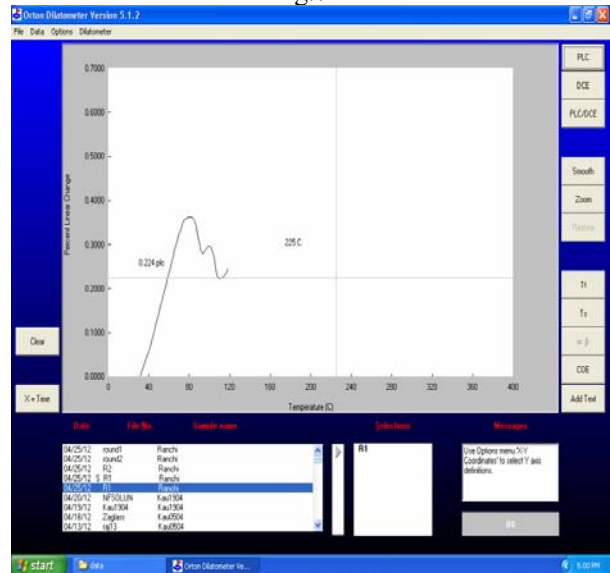 Orton Dilatometer Version 5.1.2
File Data Options Dilatometer
PLC
DCE
PLC/DCE
Smooth
Zoom
Restore
Tf
Ts
α β
COE
Add Text
Clear
X = Time
Percent Linear Change
0.7000
0.6000
0.5000
0.4000
0.3000
0.2000
0.1000
0.0000
225 C
0.224 plc
0 40 80 120 160 200 240 280 320 360 400
Temperature (C)
Date File No. Sample name
04/25/12 round1 Ranchi
04/25/12 round2 Ranchi
04/25/12 R2 Ranchi
04/25/12 S R1 Ranchi
04/25/12 R1 Ranchi
04/20/12 NFSOLUN Kau1904
04/19/12 Kau1904 Kau1904
04/18/12 Zaglass Kau0504
04/13/12 raj13 Kau0504
Selections
R1
Messages
Use Options menu 'X-Y
Coordinates' to select Y axis
definitions.
OK
start
data
Orton Dilatometer Ve...
5:00 PM